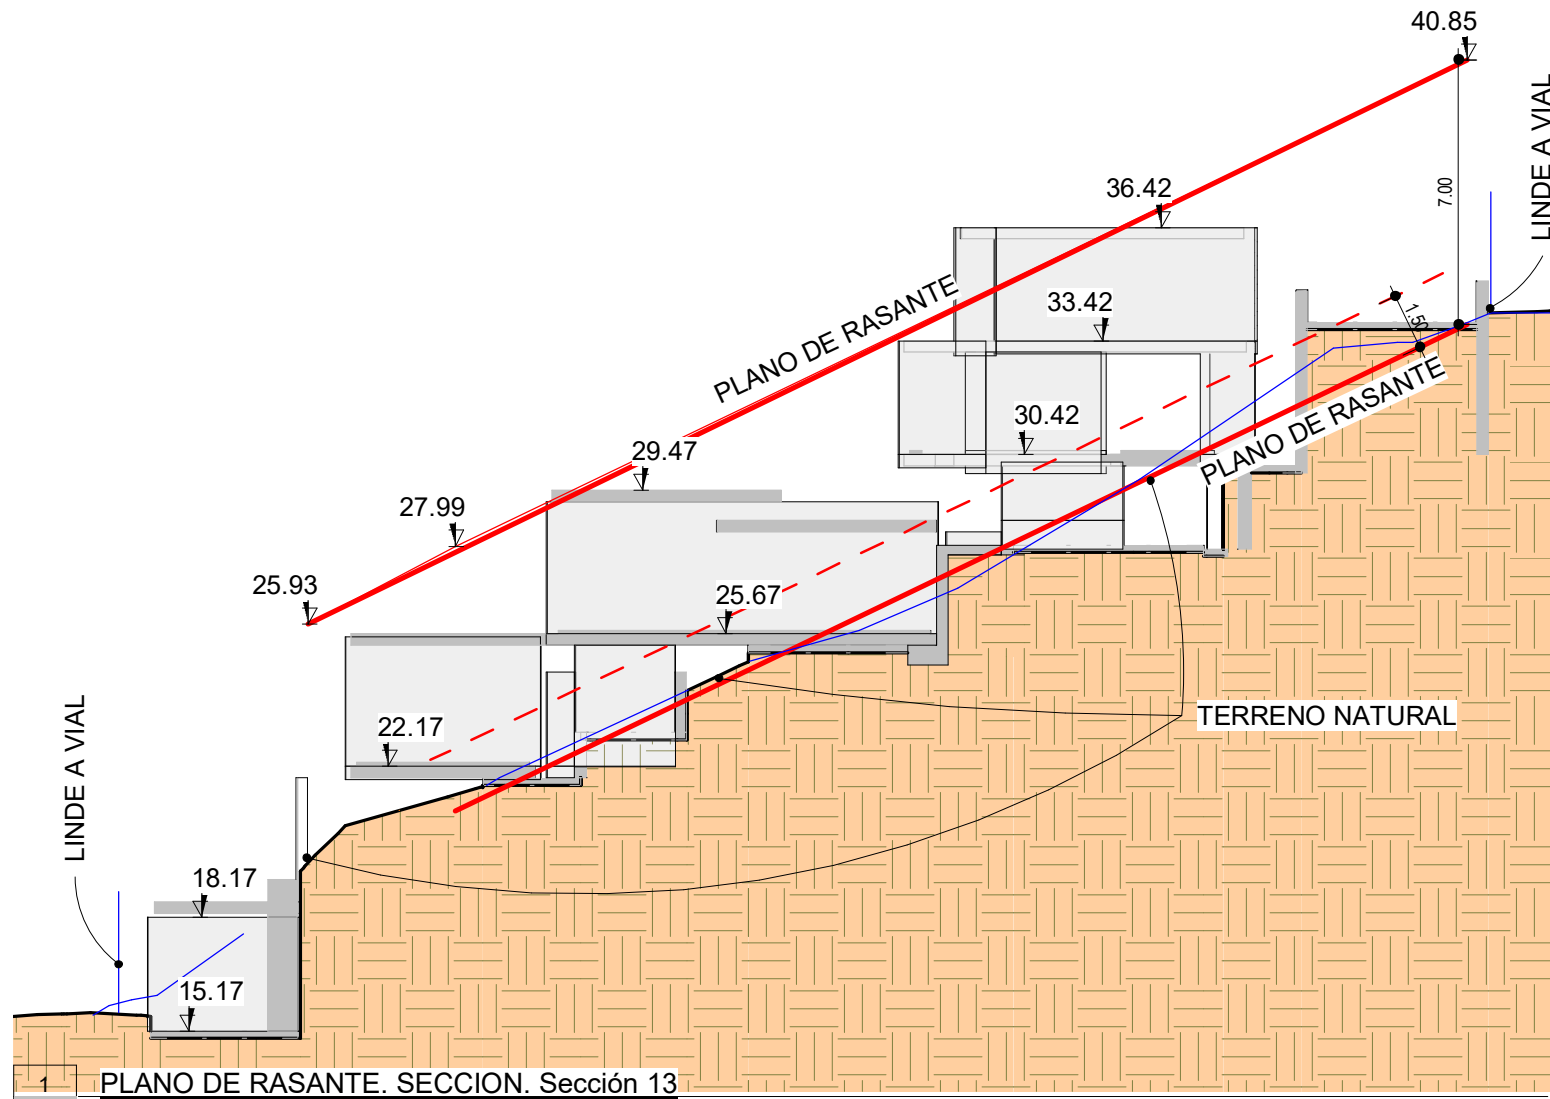 40.85
LINDE A VIAL
36.42
7.00
PLANO DE RASANTE
33.42
1.50
30.42
PLANO DE RASANTE
29.47
27.99
25.93
25.67
TERRENO NATURAL
22.17
LINDE A VIAL
18.17
15.17
1 PLANO DE RASANTE. SECCION. Sección 13